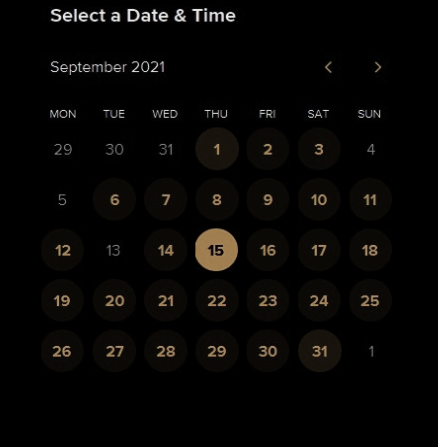 Select a Date & Time
September 2021
MON TUE WED THU FRI SAT SUN
29 30 31 1 2 3 4
5 6 7 8 9 10 11
12 13 14 15 16 17 18
19 20 21 22 23 24 25
26 27 28 29 30 31 1